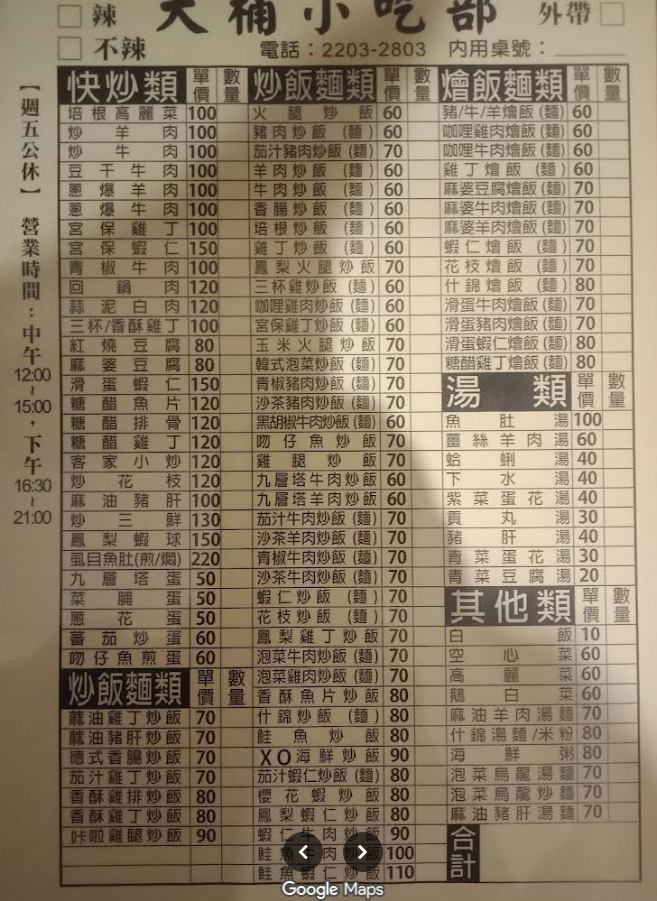 辣
不辣
天桶小吃部
外帶
電話：2203-2803 內用桌號：
【週五公休】 營業時間：中午12:00~15:00，下午16:30~21:00
快炒類 單價 數量
培根高麗菜 100
炒羊肉 100
炒牛肉 100
豆干牛肉 100
蔥爆羊肉 100
蔥爆牛肉 100
宮保雞丁 100
宮保蝦仁 150
青椒牛肉 100
回鍋肉 120
蒜泥白肉 120
三杯/香酥雞丁 100
紅燒豆腐 80
麻婆豆腐 80
滑蛋蝦仁 150
糖醋魚片 120
糖醋排骨 120
糖醋雞丁 120
客家小炒 120
炒花枝 120
麻油豬肝 100
炒三鮮 130
鳳梨蝦球 150
虱目魚肚(煎/燜) 220
九層塔蛋 50
菜脯蛋 50
蔥花蛋 50
蕃茄炒蛋 60
吻仔魚煎蛋 60
炒飯麵類 單價 數量
麻油雞丁炒飯 70
麻油豬肝炒飯 70
德式香腸炒飯 70
茄汁雞丁炒飯 70
香酥雞排炒飯 80
香酥雞丁炒飯 80
咔啦雞腿炒飯 90
炒飯麵類 單價 數量
火腿炒飯 60
豬肉炒飯(麵) 60
茄汁豬肉炒飯(麵) 70
羊肉炒飯(麵) 60
牛肉炒飯(麵) 60
香腸炒飯(麵) 60
培根炒飯(麵) 60
雞丁炒飯(麵) 60
鳳梨火腿炒飯 70
三杯雞炒飯(麵) 60
咖哩雞肉炒飯(麵) 60
宮保雞丁炒飯(麵) 60
玉米火腿炒飯 70
韓式泡菜炒飯(麵) 70
青椒豬肉炒飯(麵) 70
沙茶豬肉炒飯(麵) 70
黑胡椒牛肉炒飯(麵) 60
吻仔魚炒飯 70
雞腿炒飯 70
九層塔牛肉炒飯 60
九層塔羊肉炒飯 60
茄汁牛肉炒飯(麵) 70
沙茶羊肉炒飯(麵) 70
青椒牛肉炒飯(麵) 70
沙茶牛肉炒飯(麵) 70
蝦仁炒飯(麵) 70
花枝炒飯(麵) 70
鳳梨雞丁炒飯 70
泡菜牛肉炒飯(麵) 70
泡菜雞肉炒飯(麵) 70
香酥魚片炒飯 80
什錦炒飯(麵) 80
鮭魚炒飯 80
XO海鮮炒飯 90
茄汁蝦仁炒飯(麵) 80
櫻花蝦炒飯 80
鳳梨蝦仁炒飯 80
蝦仁牛肉炒飯 90
鮭魚牛肉炒飯 100
鮭魚蝦仁炒飯 110
燴飯麵類 單價 數量
豬/牛/羊燴飯(麵) 60
咖哩雞肉燴飯(麵) 60
咖哩牛肉燴飯(麵) 60
雞丁燴飯(麵) 60
麻婆豆腐燴飯(麵) 70
麻婆牛肉燴飯(麵) 70
麻婆羊肉燴飯(麵) 70
蝦仁燴飯(麵) 70
花枝燴飯(麵) 70
什錦燴飯(麵) 80
滑蛋牛肉燴飯(麵) 70
滑蛋豬肉燴飯(麵) 70
滑蛋蝦仁燴飯(麵) 80
糖醋雞丁燴飯(麵) 80
湯類 單價 數量
魚肚湯 100
薑絲羊肉湯 60
蛤蜊湯 40
下水湯 40
紫菜蛋花湯 40
貢丸湯 30
豬肝湯 40
青菜蛋花湯 30
青菜豆腐湯 20
其他類 單價 數量
白飯 10
空心菜 60
高麗菜 60
鵝白菜 60
麻油羊肉湯麵 70
什錦湯麵/米粉 80
海鮮粥 80
泡菜烏龍湯麵 70
泡菜烏龍炒麵 70
麻油豬肝湯麵 70
合計
Google Maps